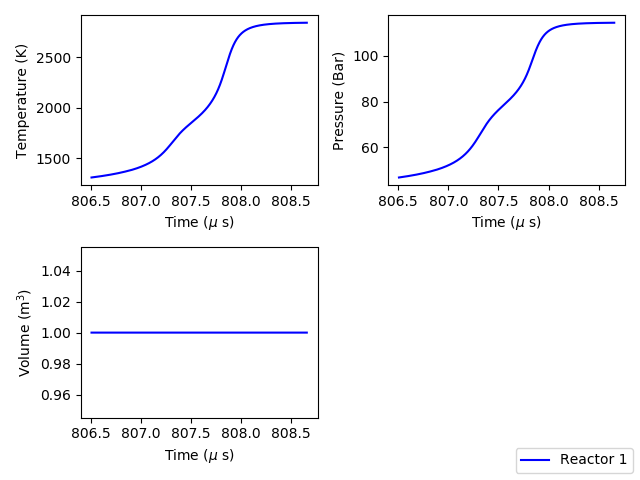 Temperature (K)
2500
2000
1500
806.5 807.0 807.5 808.0 808.5
Time (μ s)
Pressure (Bar)
100
80
60
806.5 807.0 807.5 808.0 808.5
Time (μ s)
Volume (m³)
1.04
1.02
1.00
0.98
0.96
806.5 807.0 807.5 808.0 808.5
Time (μ s)
Reactor 1